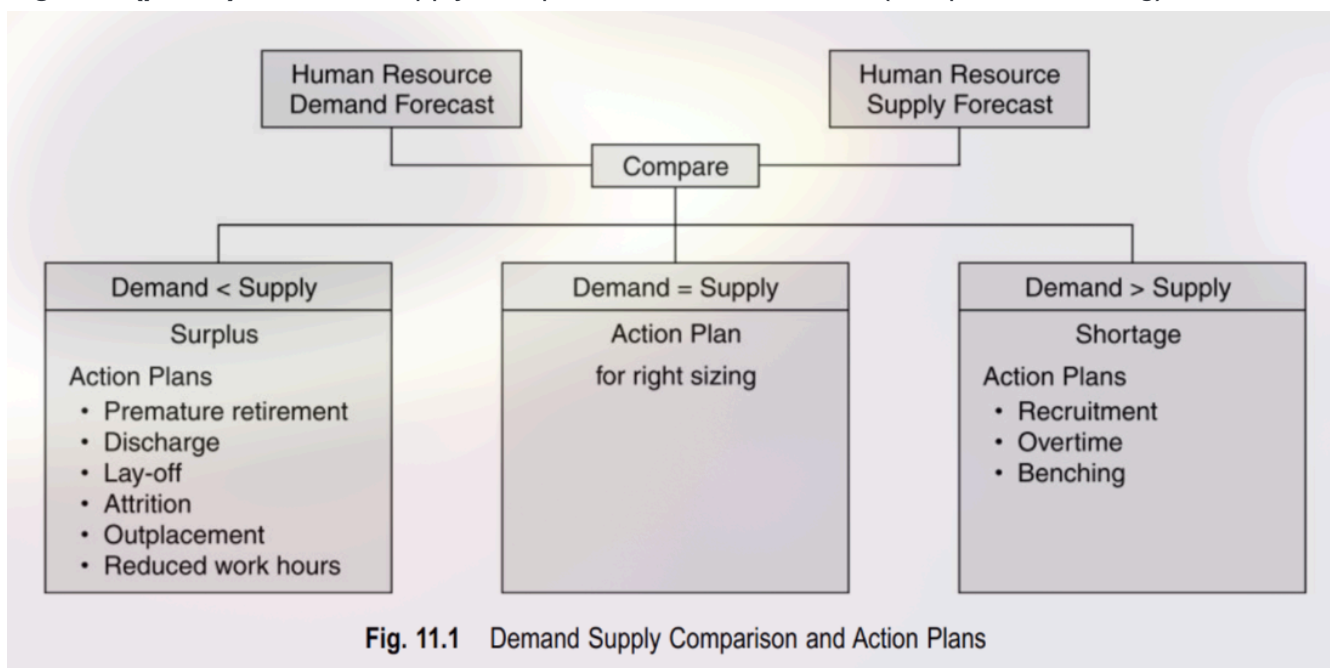 Human Resource
Demand Forecast
Human Resource
Supply Forecast
Compare
Demand < Supply
Surplus
Action Plans
• Premature retirement
• Discharge
• Lay-off
• Attrition
• Outplacement
• Reduced work hours
Demand = Supply
Action Plan
for right sizing
Demand > Supply
Shortage
Action Plans
• Recruitment
• Overtime
• Benching
Fig. 11.1 Demand Supply Comparison and Action Plans